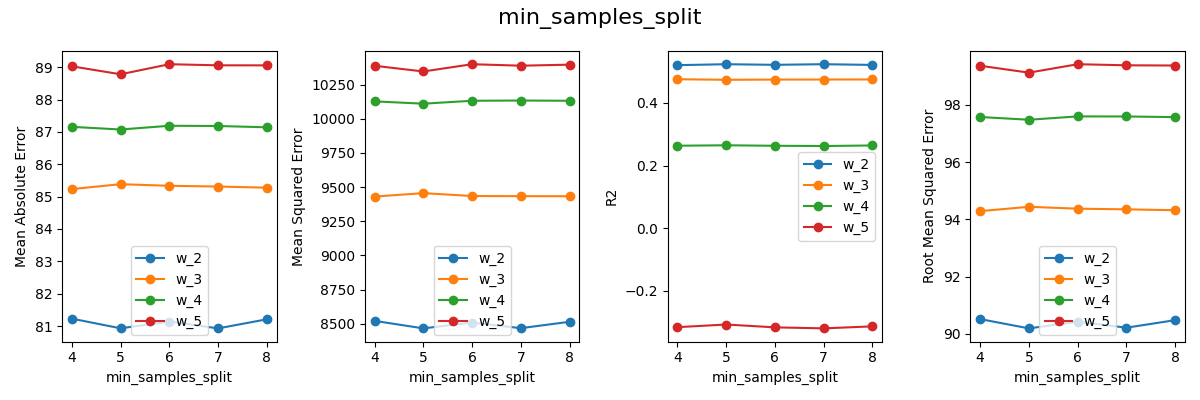 min_samples_split
Mean Absolute Error
89
88
87
86
85
84
83
82
81
4 5 6 7 8
min_samples_split
w_2
w_3
w_4
w_5
Mean Squared Error
10250
10000
9750
9500
9250
9000
8750
8500
4 5 6 7 8
min_samples_split
w_2
w_3
w_4
w_5
R2
0.4
0.2
0.0
−0.2
4 5 6 7 8
min_samples_split
w_2
w_3
w_4
w_5
Root Mean Squared Error
98
96
94
92
90
4 5 6 7 8
min_samples_split
w_2
w_3
w_4
w_5